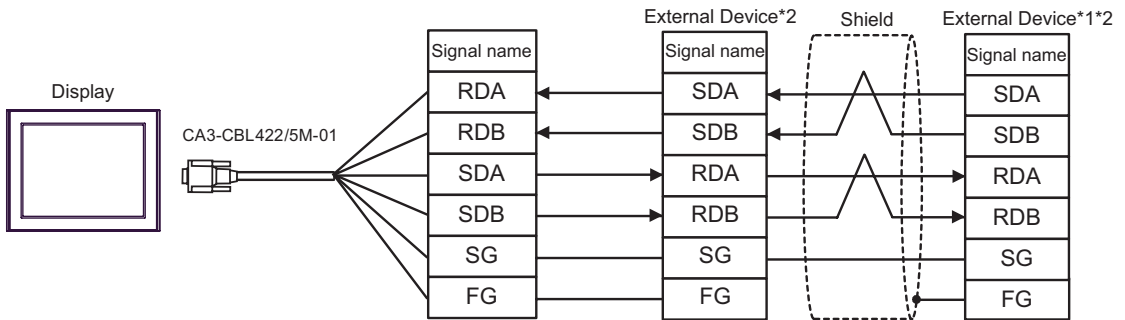 Display
CA3-CBL422/5M-01
Signal name
RDA
RDB
SDA
SDB
SG
FG
External Device*2
Signal name
SDA
SDB
RDA
RDB
SG
FG
Shield
External Device*1*2
Signal name
SDA
SDB
RDA
RDB
SG
FG